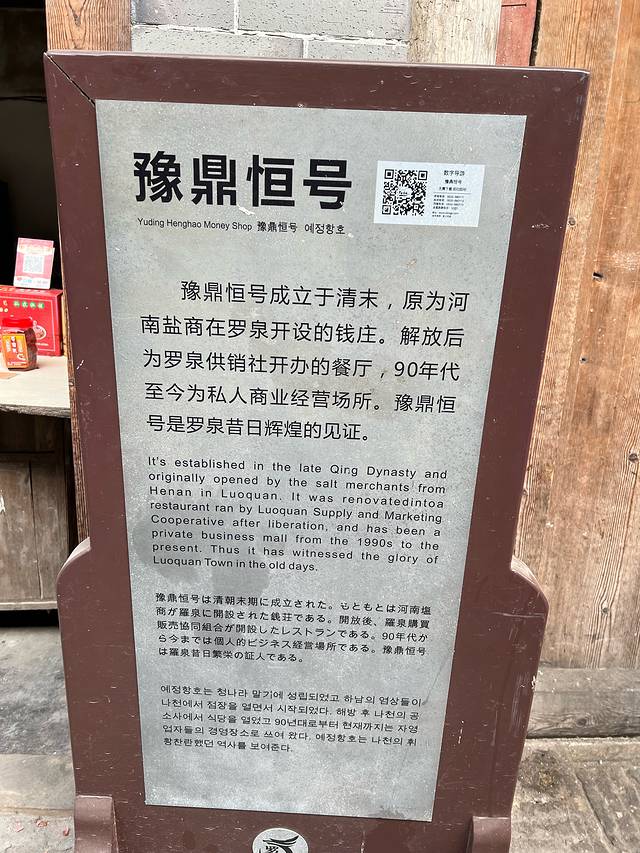 豫鼎恒号
数字导游
豫鼎恒号
Yuding Henghao Money Shop 豫鼎恒号 예정항호
豫鼎恒号成立于清末，原为河
南盐商在罗泉开设的钱庄。解放后
为罗泉供销社开办的餐厅，90年代
至今为私人商业经营场所。豫鼎恒
号是罗泉昔日辉煌的见证。
It's established in the late Qing Dynasty and
originally opened by the salt merchants from
Henan in Luoquan. It was renovatedintoa
restaurant ran by Luoquan Supply and Marketing
Cooperative after liberation, and has been a
private business mall from the 1990s to the
present. Thus it has witnessed the glory of
Luoquan Town in the old days.
豫鼎恒号は清朝末期に成立された。もともとは河南塩
商が羅泉に開設された銭荘である。開放後、羅泉購買
販売協同組合が開設したレストランである。90年代か
ら今までは個人的ビジネス経営場所である。豫鼎恒号
は羅泉昔日繁栄の証人である。
예정항호는 청나라 말기에 성립되었고 하남의 염상들이
나천에서 점장을 열면서 시작되었다. 해방 후 나천의 공
소사에서 식당을 열었고 90년대로부터 현재까지는 자영
업자들의 경영장소로 쓰여 왔다. 예정항호는 나천의 휘
황찬란했던 역사를 보여준다.